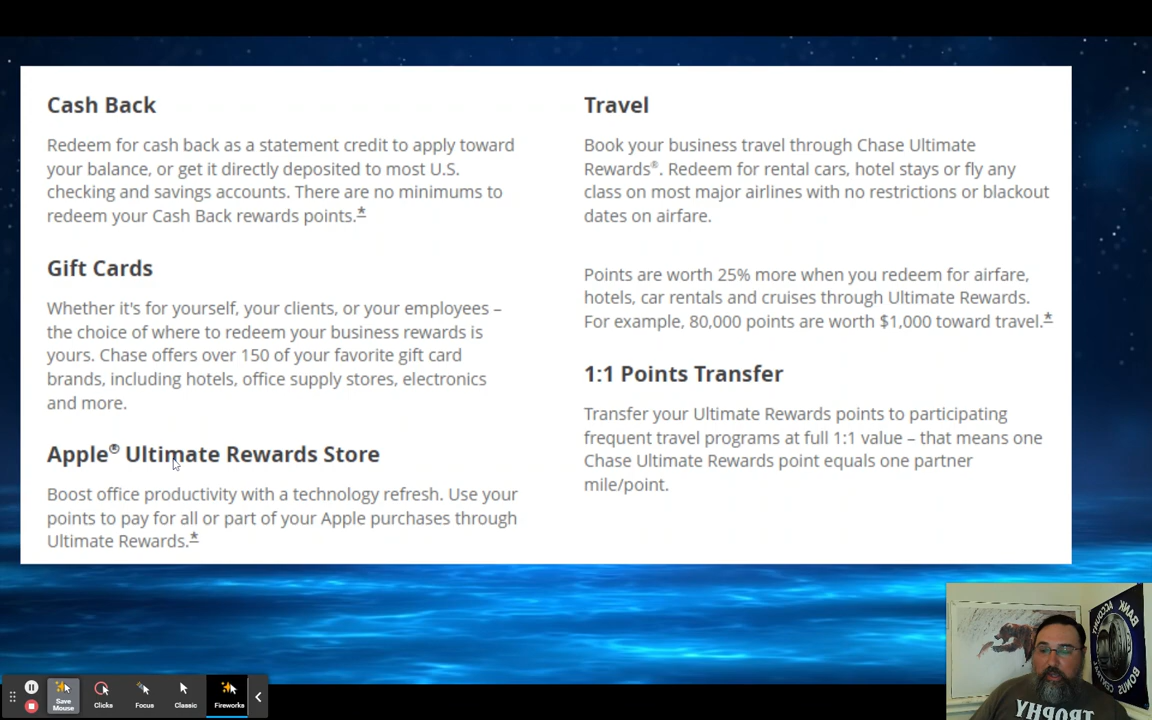 Cash Back
Redeem for cash back as a statement credit to apply toward
your balance, or get it directly deposited to most U.S.
checking and savings accounts. There are no minimums to
redeem your Cash Back rewards points.*
Gift Cards
Whether it's for yourself, your clients, or your employees –
the choice of where to redeem your business rewards is
yours. Chase offers over 150 of your favorite gift card
brands, including hotels, office supply stores, electronics
and more.
Apple® Ultimate Rewards Store
Boost office productivity with a technology refresh. Use your
points to pay for all or part of your Apple purchases through
Ultimate Rewards.*
Travel
Book your business travel through Chase Ultimate
Rewards®. Redeem for rental cars, hotel stays or fly any
class on most major airlines with no restrictions or blackout
dates on airfare.
Points are worth 25% more when you redeem for airfare,
hotels, car rentals and cruises through Ultimate Rewards.
For example, 80,000 points are worth $1,000 toward travel.*
1:1 Points Transfer
Transfer your Ultimate Rewards points to participating
frequent travel programs at full 1:1 value – that means one
Chase Ultimate Rewards point equals one partner
mile/point.
Save
Mouse
Clicks
Focus
Classic
Fireworks
BANK ACCOUNT
BONUS
TROPHY